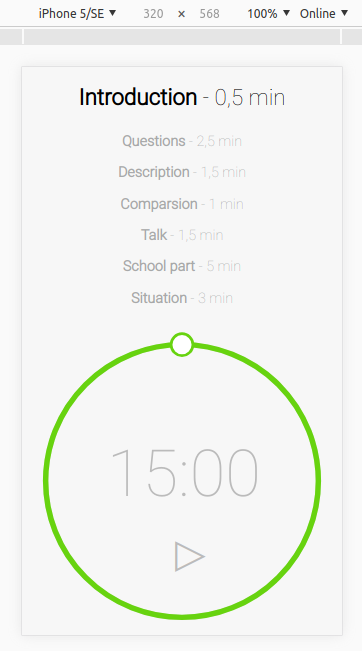 iPhone 5/SE ▼ 320 × 568 100% ▼ Online ▼
Introduction - 0,5 min
Questions - 2,5 min
Description - 1,5 min
Comparsion - 1 min
Talk - 1,5 min
School part - 5 min
Situation - 3 min
15:00